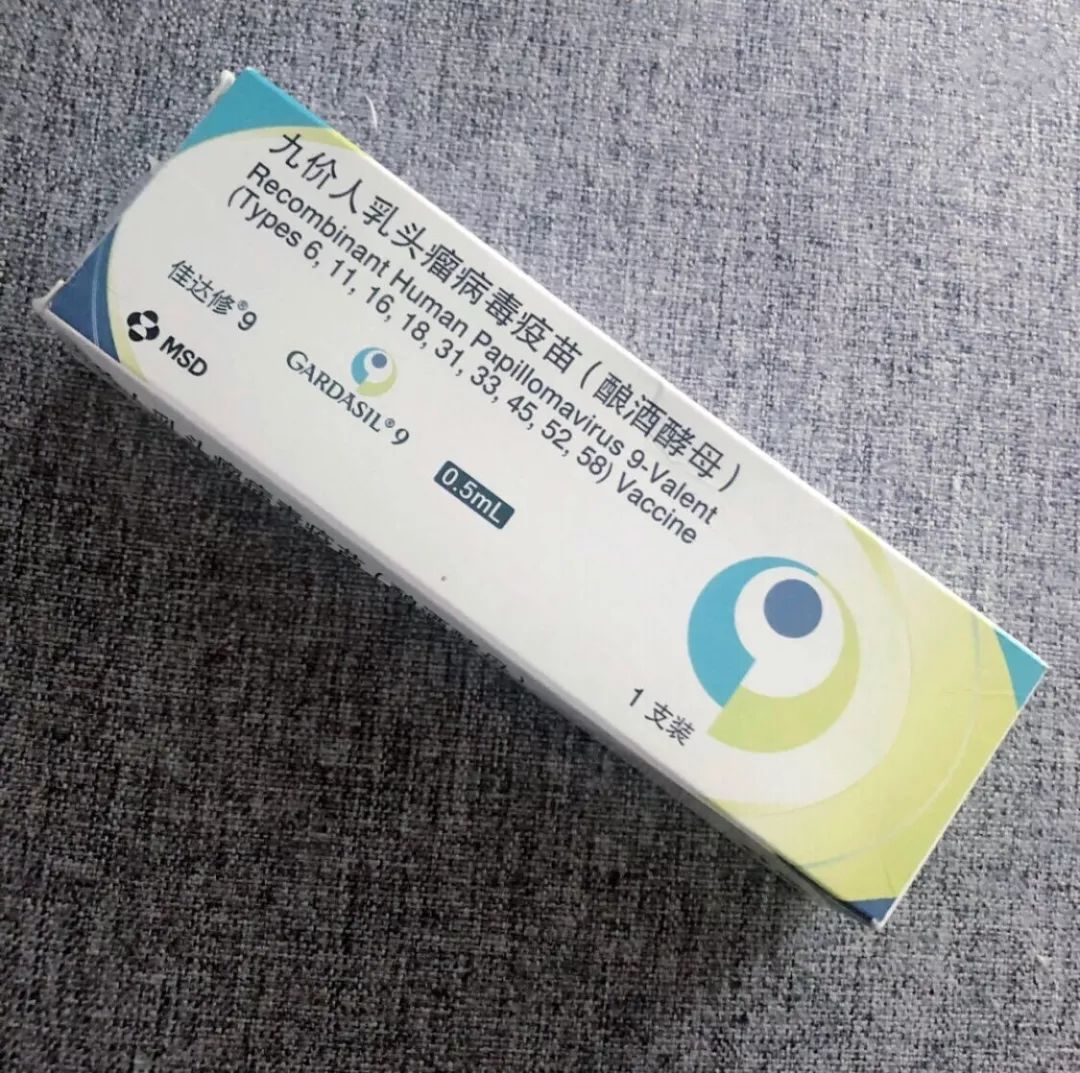 九价人乳头瘤病毒疫苗（酿酒酵母）
Recombinant Human Papillomavirus 9-Valent
(Types 6, 11, 16, 18, 31, 33, 45, 52, 58) Vaccine
佳达修®9
MSD
GARDASIL®9
0.5mL
1 支装